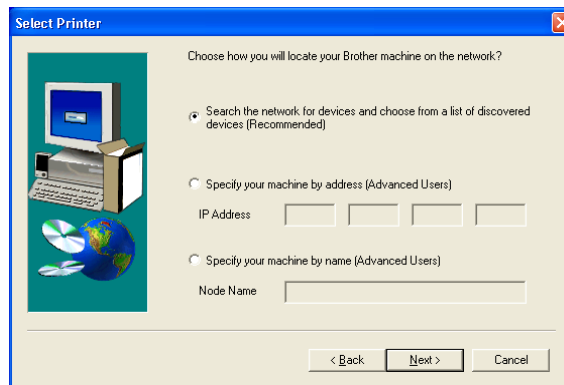 Select Printer
Choose how you will locate your Brother machine on the network?
Search the network for devices and choose from a list of discovered
devices (Recommended)
Specify your machine by address (Advanced Users)
IP Address
Specify your machine by name (Advanced Users)
Node Name
< Back
Next >
Cancel